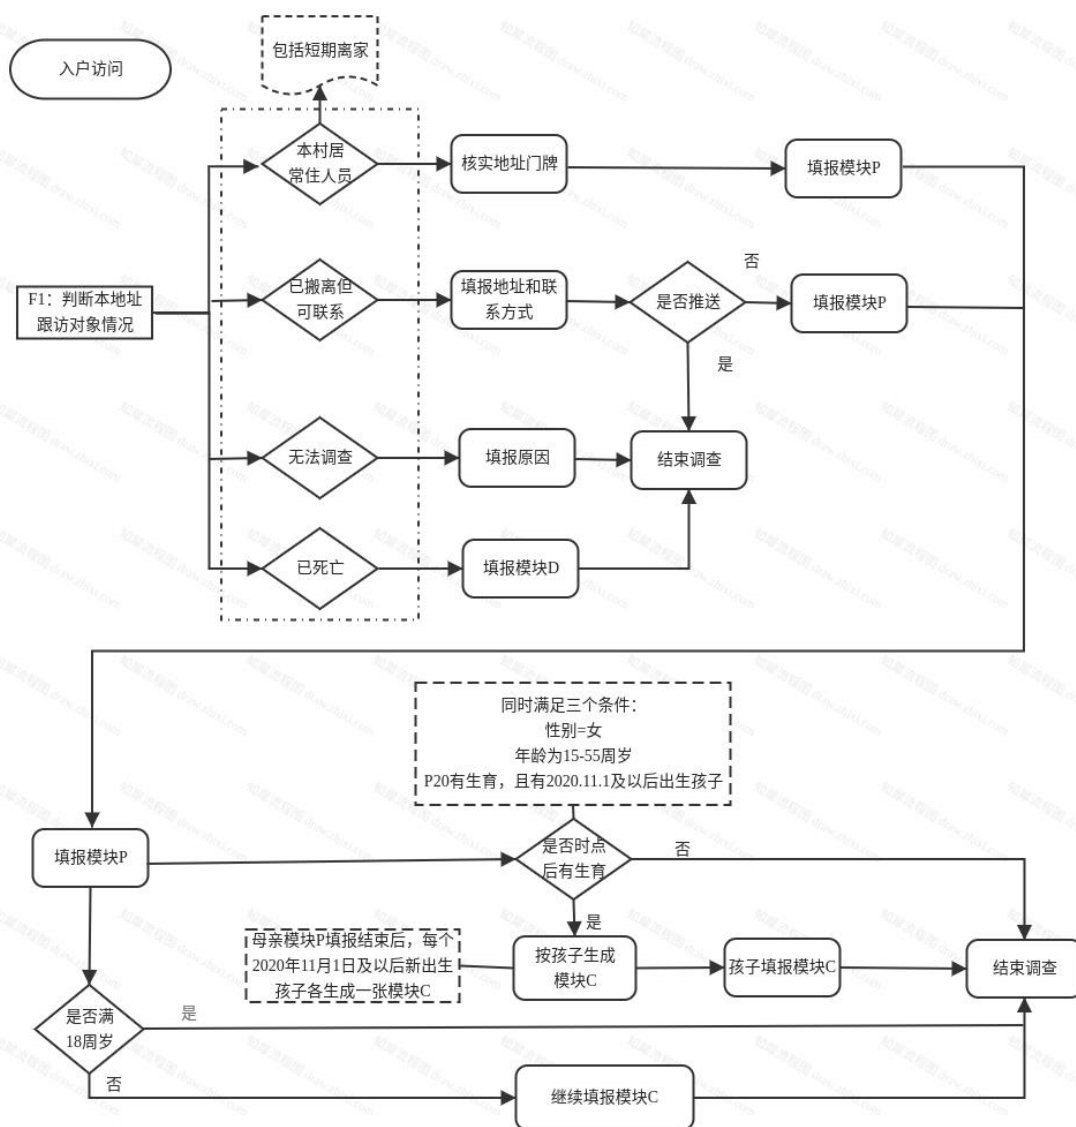 包括短期离家
入户访问
本村居
常住人员
核实地址门牌
填报模块P
F1：判断本地址
跟访对象情况
已搬离但
可联系
填报地址和联
系方式
是否推送
否
填报模块P
是
无法调查
填报原因
结束调查
已死亡
填报模块D
同时满足三个条件：
性别=女
年龄为15-55周岁
P20有生育，且有2020.11.1及以后出生孩子
填报模块P
是否时点
后有生育
否
是
母亲模块P填报结束后，每个
2020年11月1日及以后新出生
孩子各生成一张模块C
按孩子生成
模块C
孩子填报模块C
结束调查
是否满
18周岁
是
否
继续填报模块C